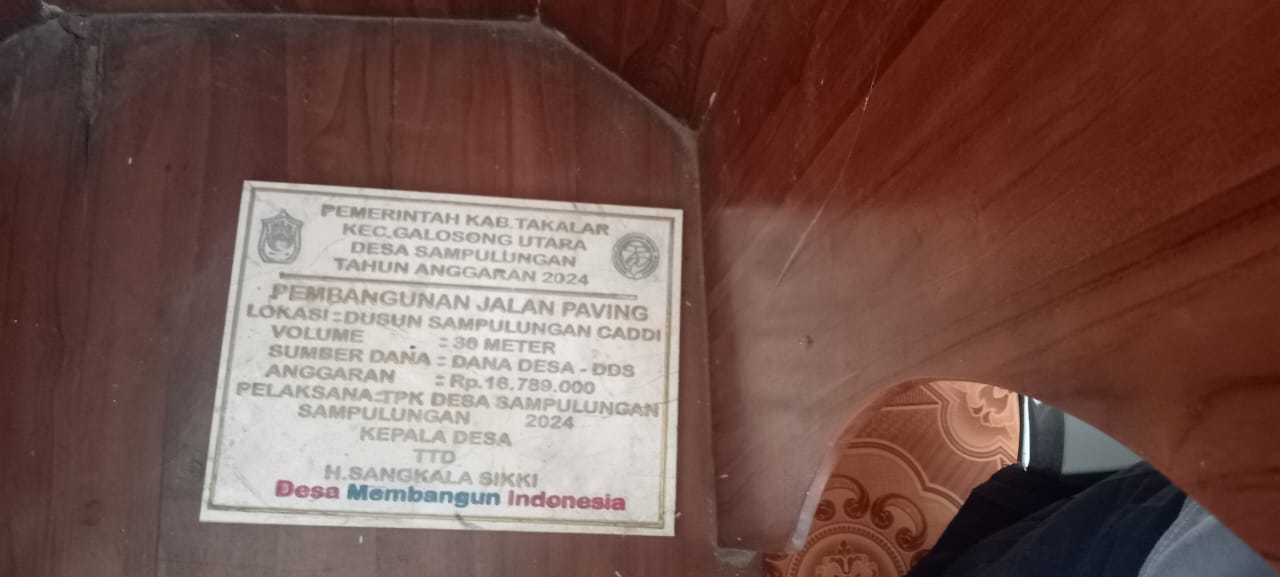 PEMERINTAH KAB.TAKALAR
KEC.GALOSONG UTARA
DESA SAMPULUNGAN
TAHUN ANGGARAN 2024
PEMBANGUNAN JALAN PAVING
LOKASI = DUSUN SAMPULUNGAN CADDI
VOLUME = 36 METER
SUMBER DANA = DANA DESA - DDS
ANGGARAN = Rp.16.789.000
PELAKSANA=TPK DESA SAMPULUNGAN
SAMPULUNGAN 2024
KEPALA DESA
TTD
H.SANGKALA SIKKI
Desa Membangun Indonesia